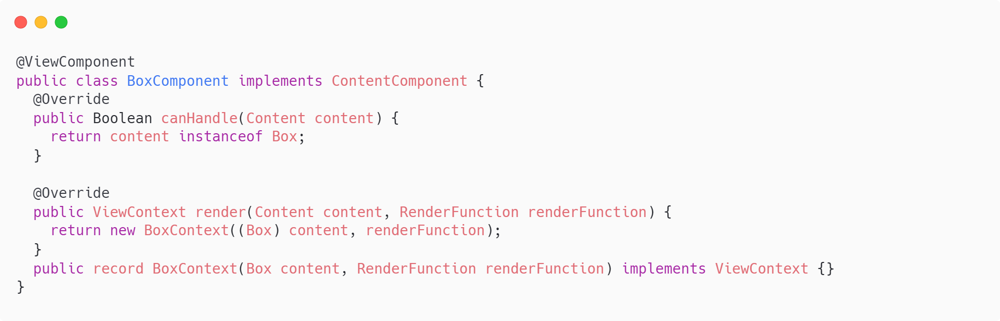 @ViewComponent
public class BoxComponent implements ContentComponent {
  @Override
  public Boolean canHandle(Content content) {
    return content instanceof Box;
  }

  @Override
  public ViewContext render(Content content, RenderFunction renderFunction) {
    return new BoxContext((Box) content, renderFunction);
  }
  public record BoxContext(Box content, RenderFunction renderFunction) implements ViewContext {}
}